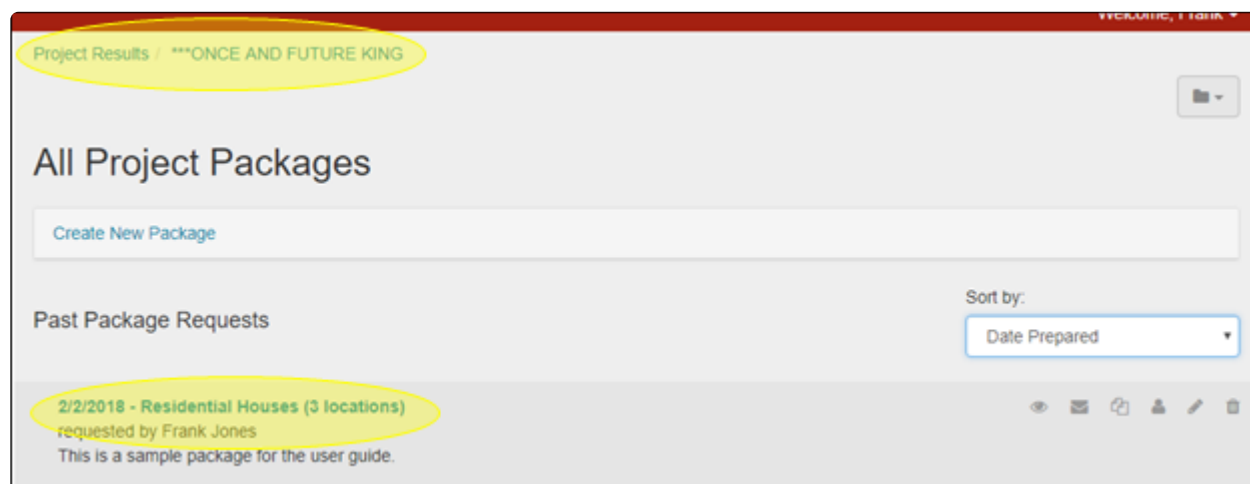 Welcome, Frank
Project Results / ***ONCE AND FUTURE KING
All Project Packages
Create New Package
Sort by:
Past Package Requests
Date Prepared
2/2/2018 - Residential Houses (3 locations)
requested by Frank Jones
This is a sample package for the user guide.